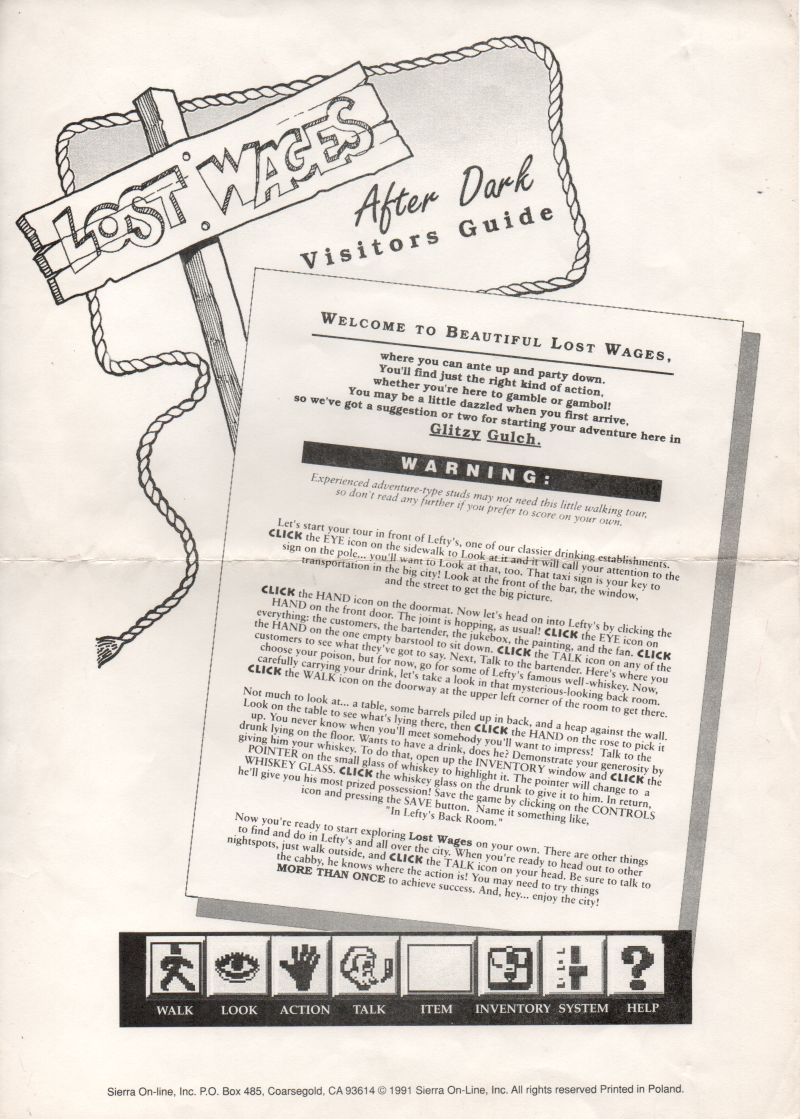 LOST WAGES
After Dark
Visitors Guide
WELCOME TO BEAUTIFUL LOST WAGES,
where you can ante up and party down.
You'll find just the right kind of action,
whether you're here to gamble or gambol!
You may be a little dazzled when you first arrive,
so we've got a suggestion or two for starting your adventure here in
Glitzy Gulch.
WARNING:
Experienced adventure-type studs may not need this little walking tour,
so don't read any further if you prefer to score on your own.
Let's start your tour in front of Lefty's, one of our classier drinking establishments.
CLICK the EYE icon on the sidewalk to Look at it and it will call your attention to the
sign on the pole... you'll want to Look at that, too. That taxi sign is your key to
transportation in the big city! Look at the front of the bar, the window,
and the street to get the big picture.
CLICK the HAND icon on the doormat. Now let's head on into Lefty's by clicking the
HAND on the front door. The joint is hopping, as usual! CLICK the EYE icon on
everything: the customers, the bartender, the jukebox, the painting, and the fan. CLICK
the HAND on the one empty barstool to sit down. CLICK the TALK icon on any of the
customers to see what they've got to say. Next, Talk to the bartender. Here's where you
choose your poison, but for now, go for some of Lefty's famous well-whiskey. Now,
carefully carrying your drink, let's take a look in that mysterious-looking back room.
CLICK the WALK icon on the doorway at the upper left corner of the room to get there.
Not much to look at... a table, some barrels piled up in back, and a heap against the wall.
Look on the table to see what's lying there, then CLICK the HAND on the rose to pick it
up. You never know when you'll meet somebody you'll want to impress! Talk to the
drunk lying on the floor. Wants to have a drink, does he? Demonstrate your generosity by
giving him your whiskey. To do that, open up the INVENTORY window and CLICK the
POINTER on the small glass of whiskey to highlight it. The pointer will change to a
WHISKEY GLASS. CLICK the whiskey glass on the drunk to give it to him. In return,
he'll give you his most prized possession! Save the game by clicking on the CONTROLS
icon and pressing the SAVE button. Name it something like,
"In Lefty's Back Room."
Now you're ready to start exploring Lost Wages on your own. There are other things
to find and do in Lefty's and all over the city. When you're ready to head out to other
nightspots, just walk outside, and CLICK the TALK icon on your head. Be sure to talk to
the cabby, he knows where the action is! You may need to try things
MORE THAN ONCE to achieve success. And, hey... enjoy the city!
WALK LOOK ACTION TALK ITEM INVENTORY SYSTEM HELP
Sierra On-line, Inc. P.O. Box 485, Coarsegold, CA 93614 © 1991 Sierra On-Line, Inc. All rights reserved Printed in Poland.